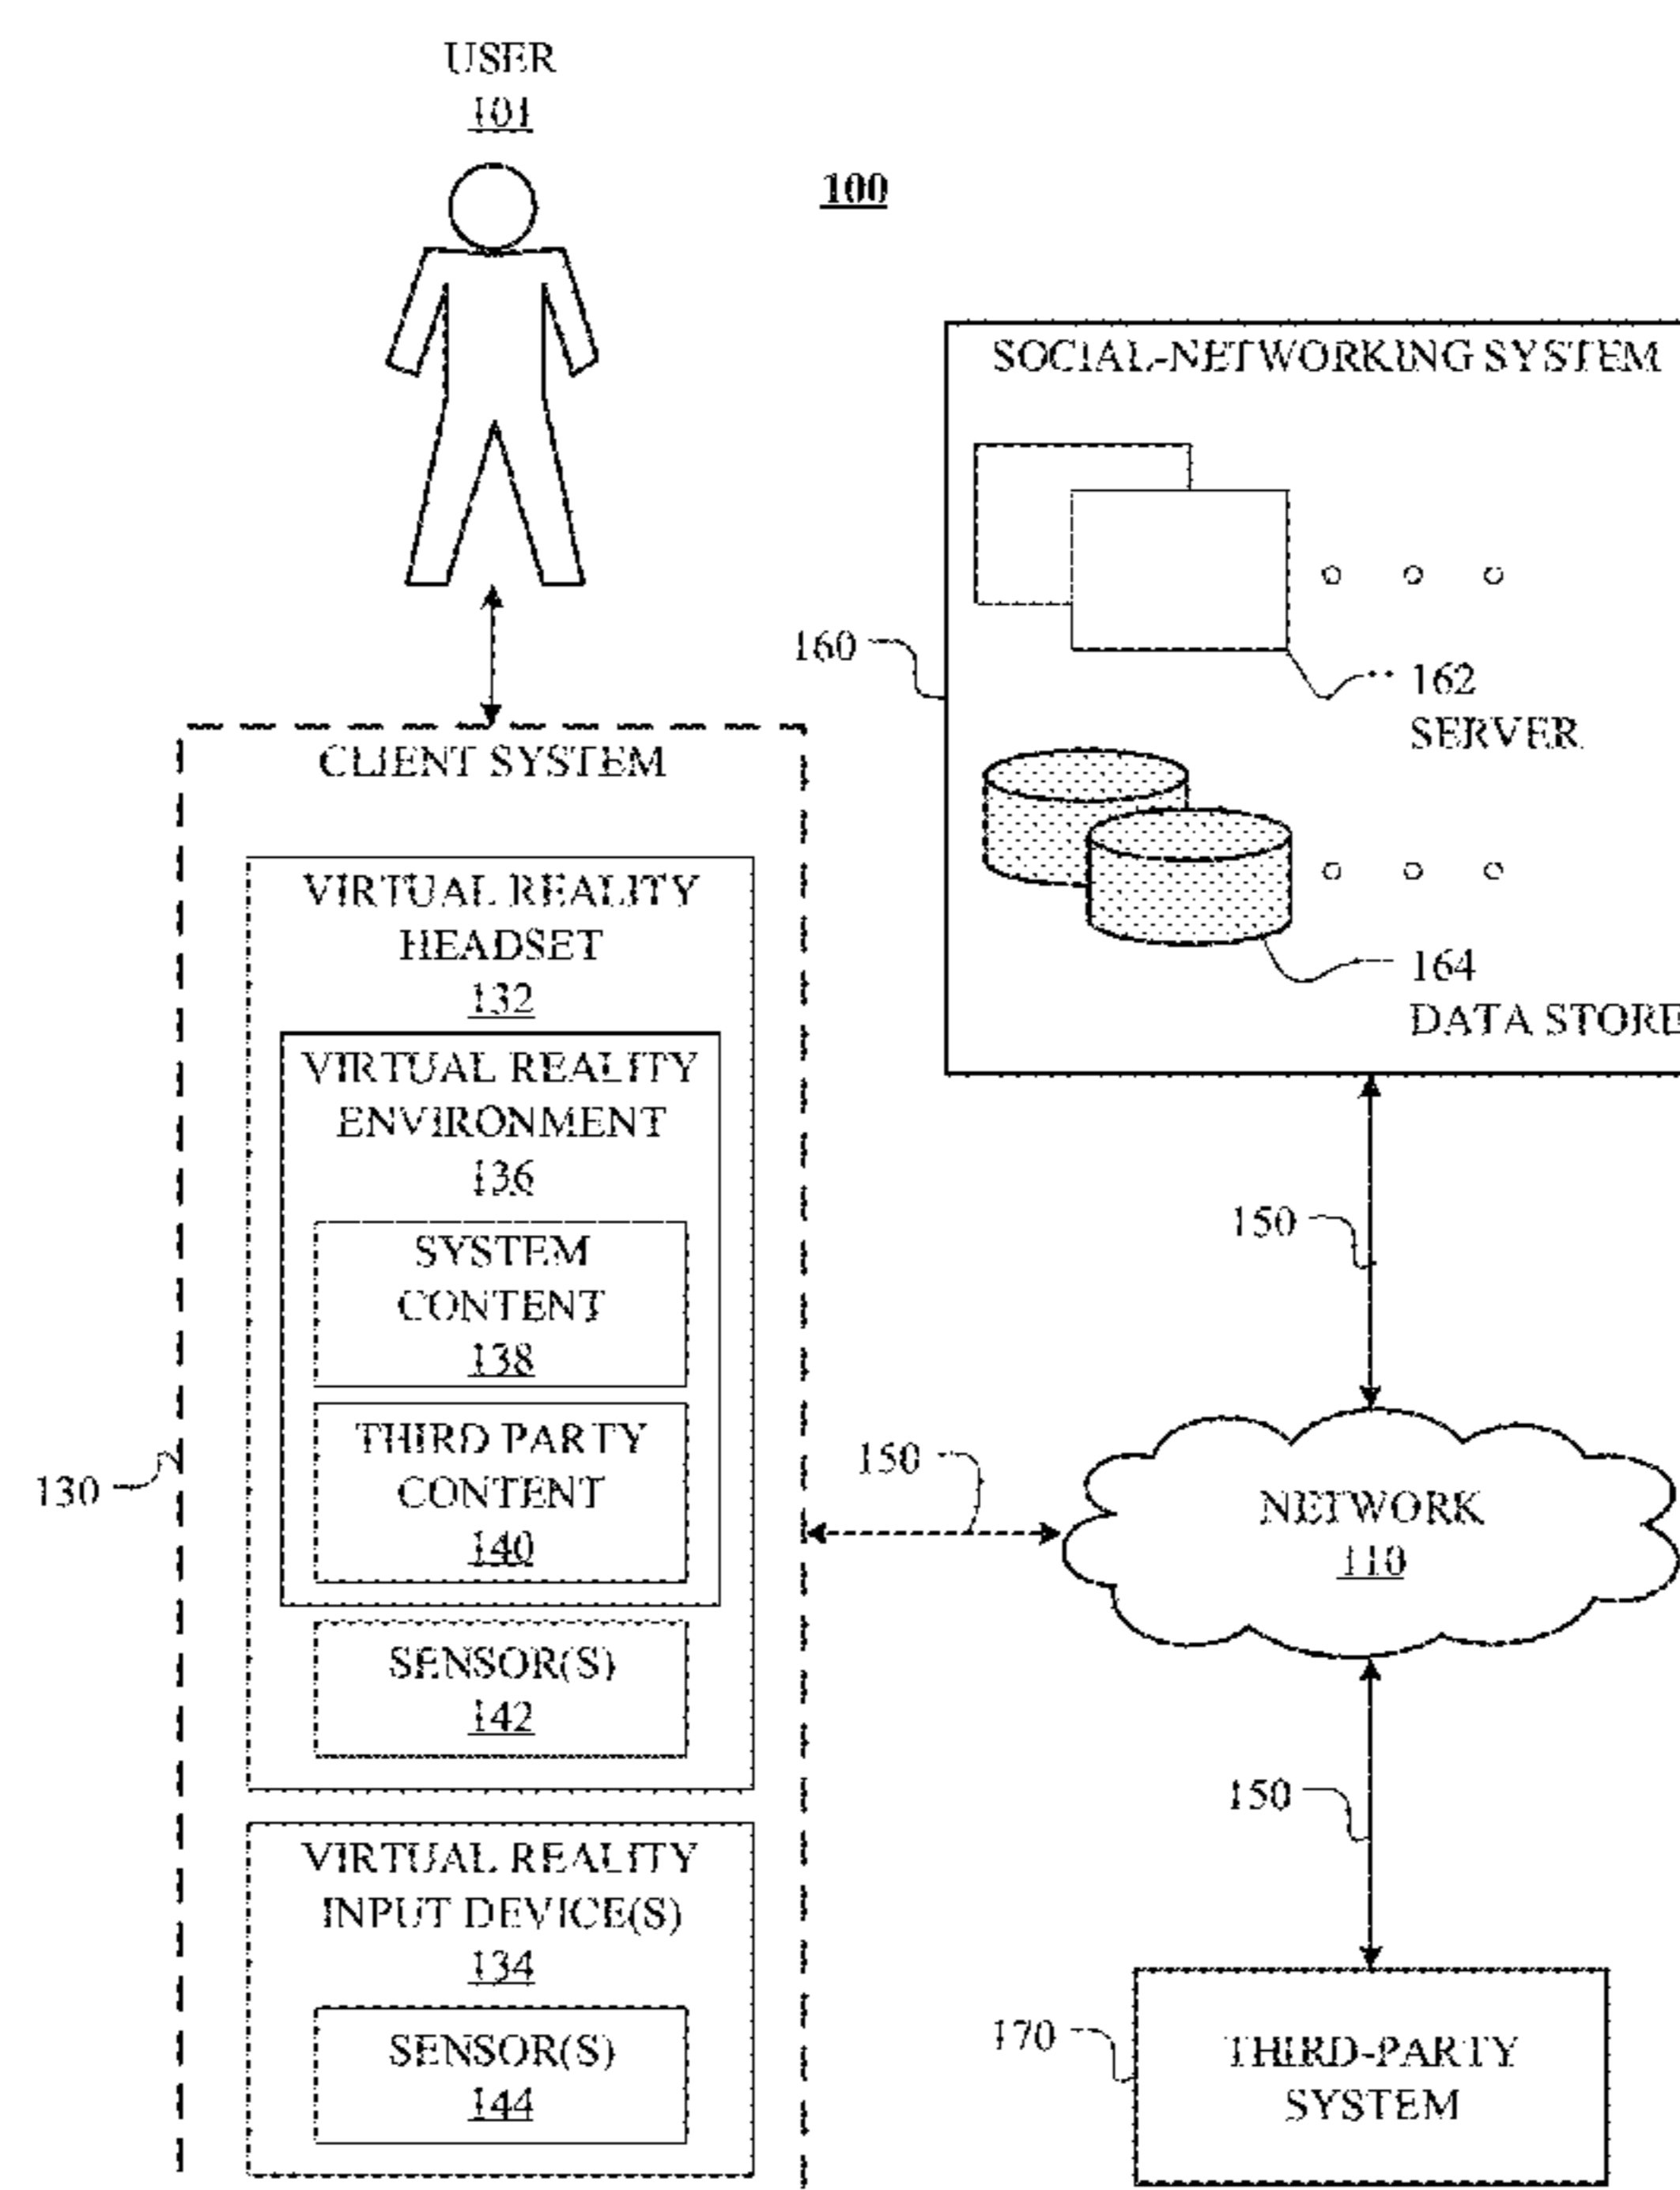 USER
101
100
SOCIAL-NETWORKING SYSTEM
160
162
SERVER
164
DATA STORE
CLIENT SYSTEM
VIRTUAL REALITY
HEADSET
132
VIRTUAL REALITY
ENVIRONMENT
136
SYSTEM
CONTENT
138
THIRD PARTY
CONTENT
140
SENSOR(S)
142
130
VIRTUAL REALITY
INPUT DEVICE(S)
134
SENSOR(S)
144
150
150
NETWORK
110
150
170
THIRD-PARTY
SYSTEM